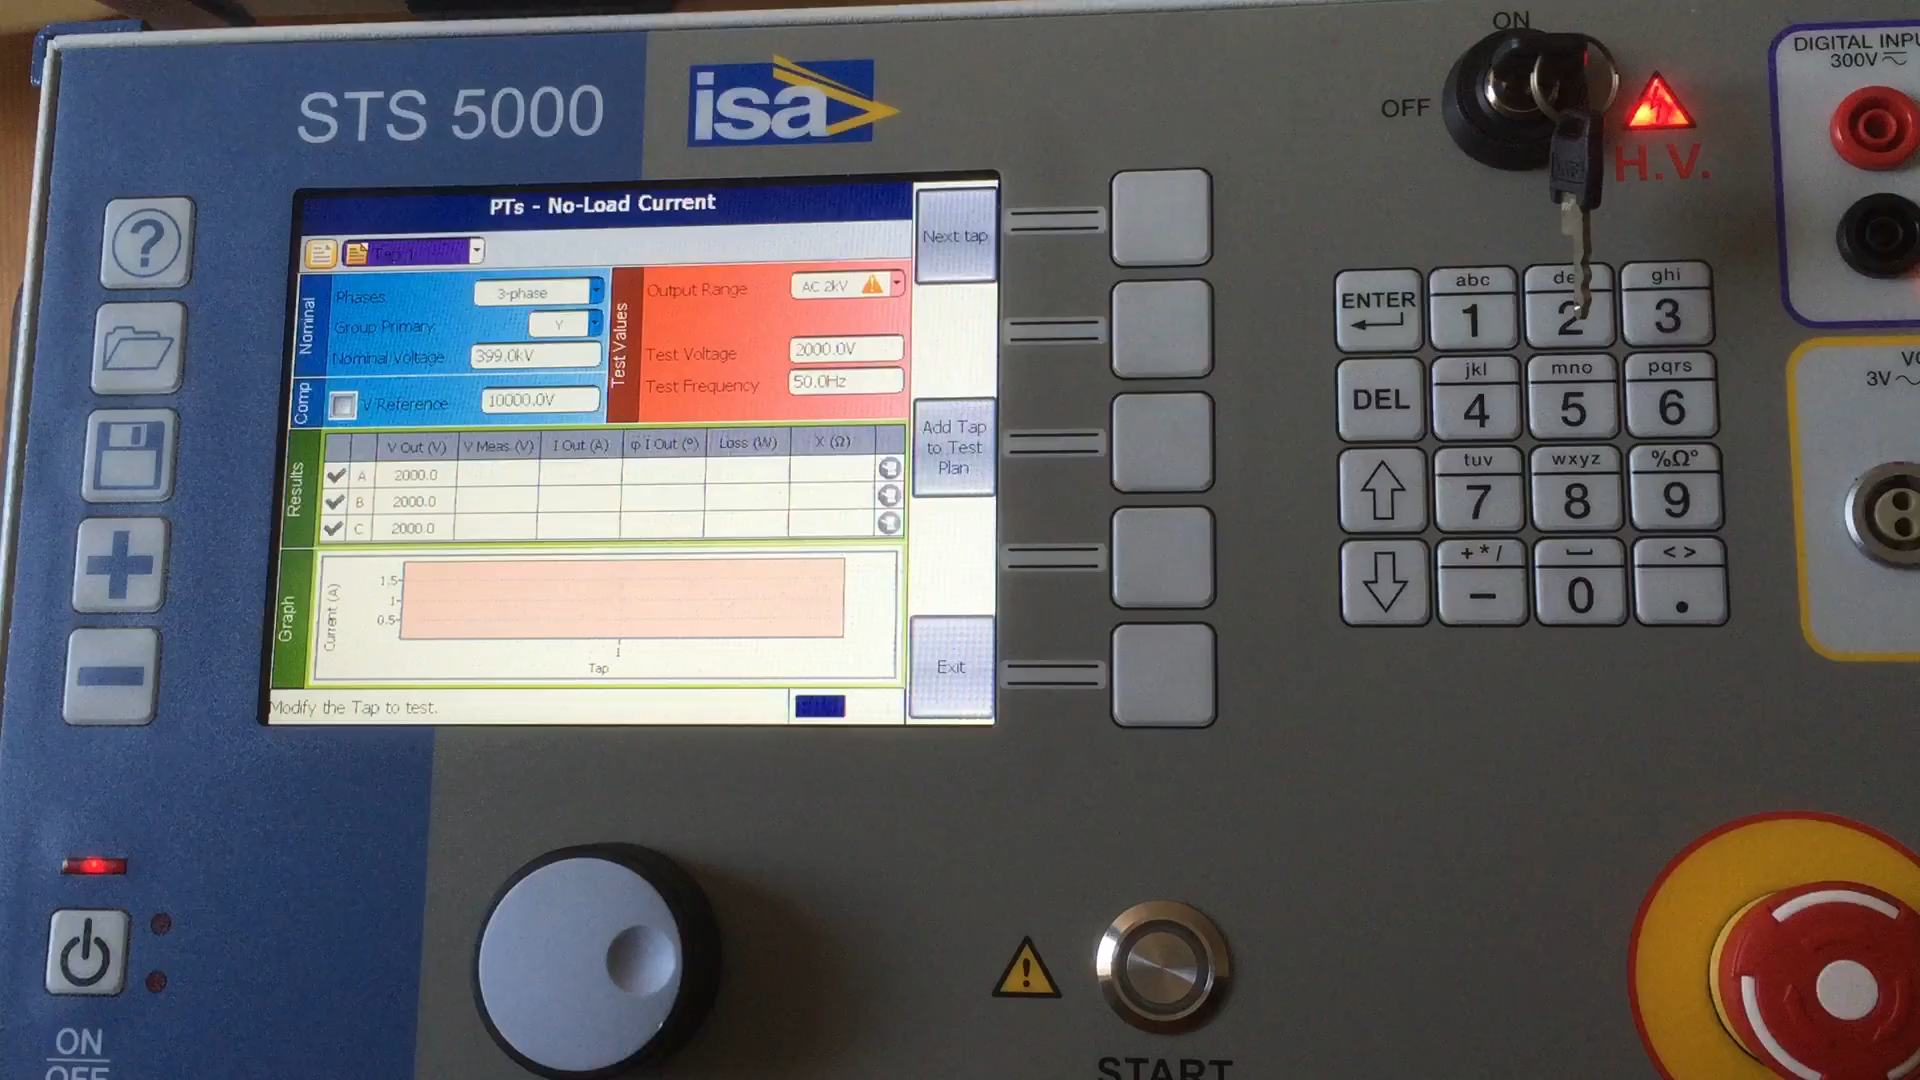 STS 5000
isa
ON
OFF
H.V.
DIGITAL INPU
300V
PTs - No-Load Current
Tap 1
Nominal
Phases
3-phase
Group Primary
Y
Nominal Voltage
399.0kV
Comp
V Reference
10000.0V
Test Values
Output Range
AC 2kV
Test Voltage
2000.0V
Test Frequency
50.0Hz
Results
V Out (V) V Meas (V) I Out (A) φ I Out (°) Loss (W) X (Ω)
A 2000.0
B 2000.0
C 2000.0
Graph
Current (A)
1.5
1
0.5
1
Tap
Modify the Tap to test.
Next tap
Add Tap
to Test
Plan
Exit
ENTER
abc
1
de
2
ghi
3
DEL
jkl
4
mno
5
pqrs
6
tuv
7
wxyz
8
%Ω°
9
+*/
-
0
< >
.
3V
ON
OFF
START